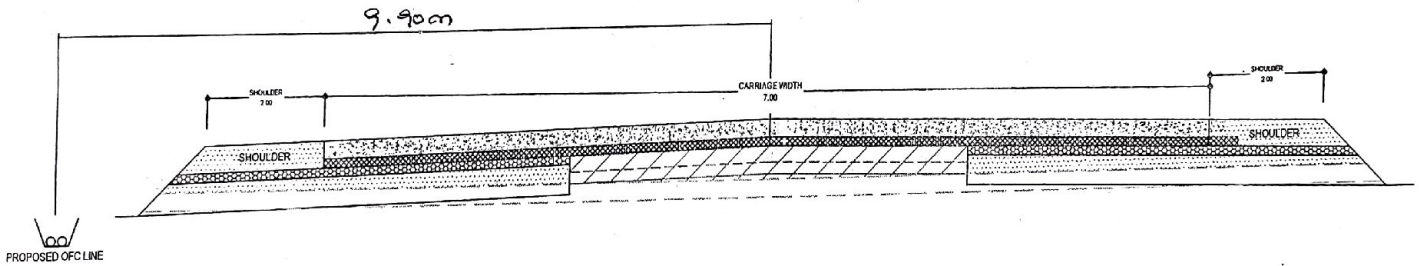 9.90m
SHOULDER
2.00
CARRIAGE WIDTH
7.00
SHOULDER
2.00
SHOULDER
SHOULDER
PROPOSED OFC LINE